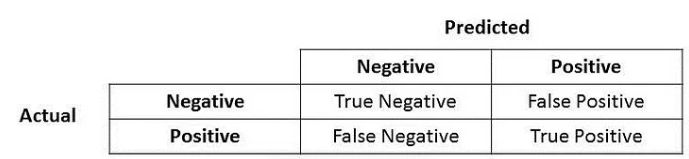 Predicted
Negative Positive
Actual
Negative True Negative False Positive
Positive False Negative True Positive